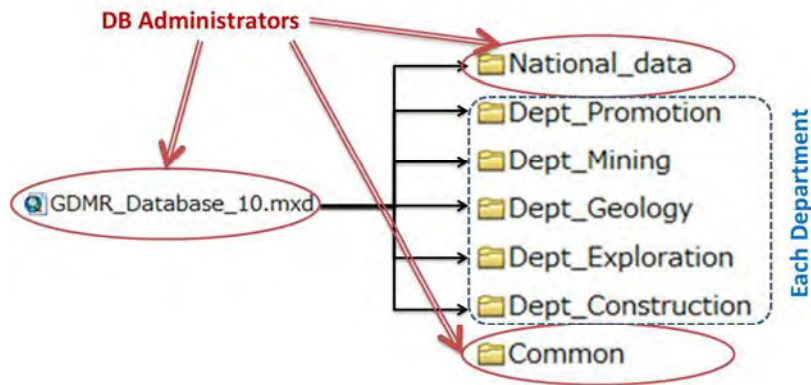 DB Administrators
National_data
Dept_Promotion
Dept_Mining
GDMR_Database_10.mxd
Dept_Geology
Dept_Exploration
Dept_Construction
Common
Each Department